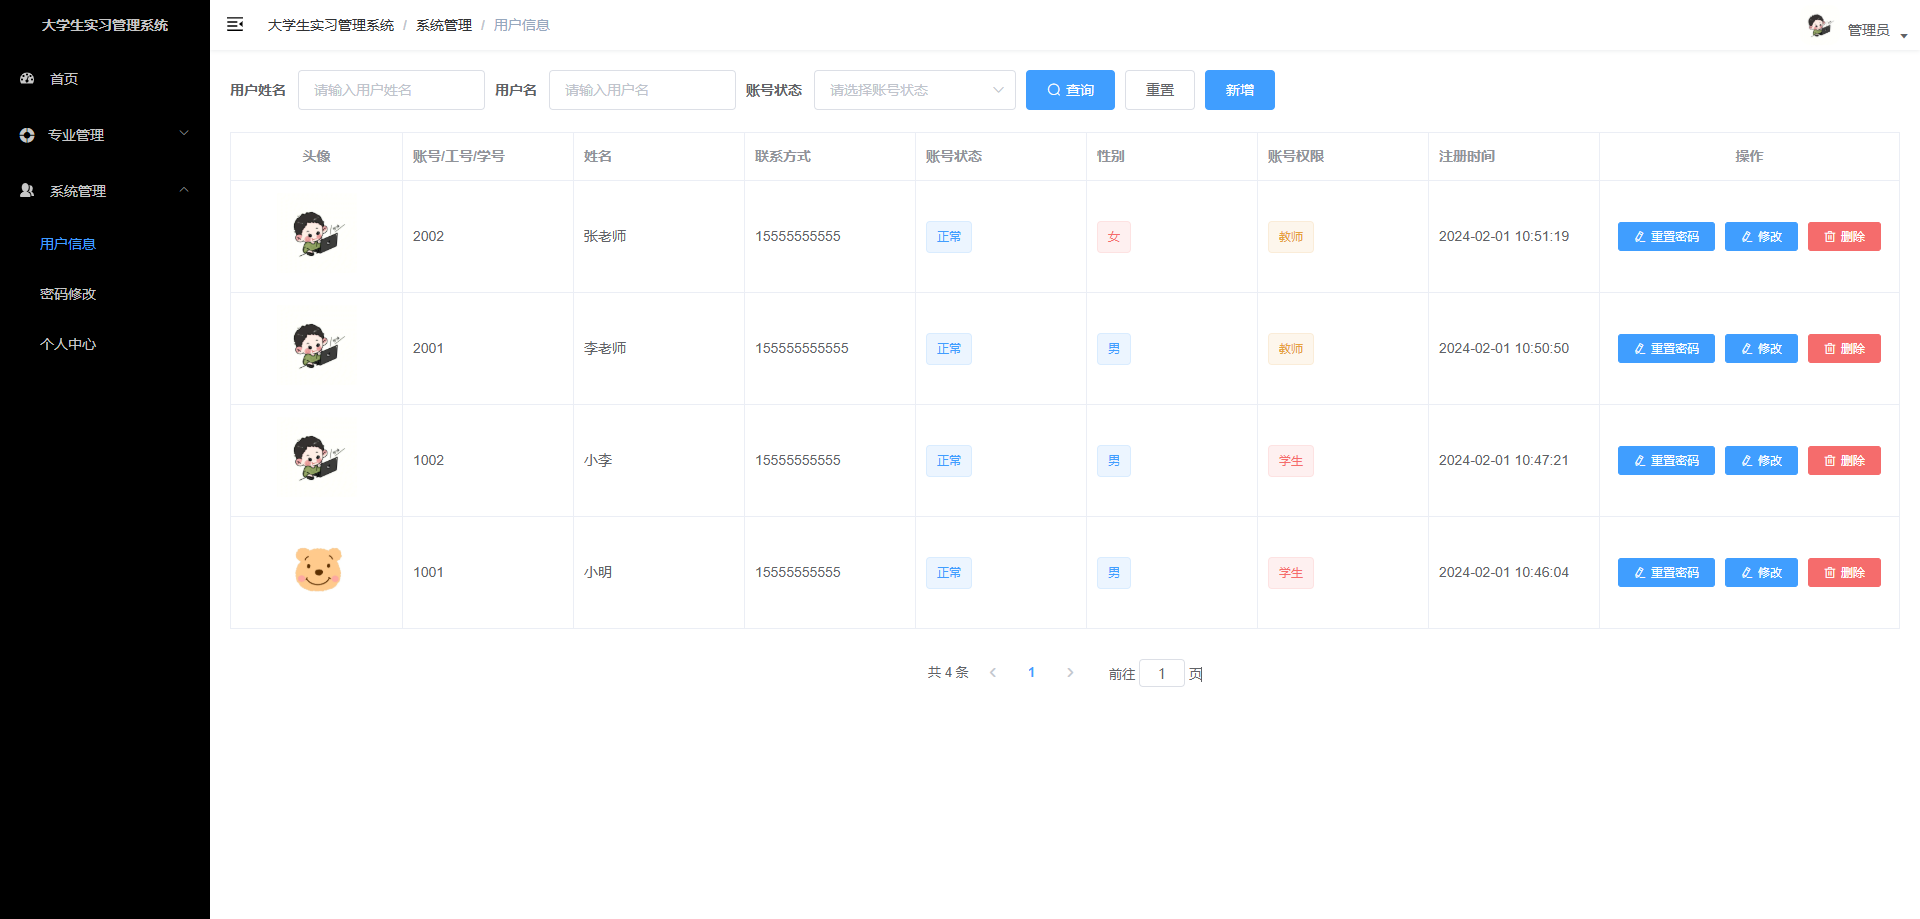 大学生实习管理系统
首页
专业管理
系统管理
用户信息
密码修改
个人中心
大学生实习管理系统 / 系统管理 / 用户信息
管理员
用户姓名 请输入用户姓名 用户名 请输入用户名 账号状态 请选择账号状态 查询 重置 新增
头像 账号/工号/学号 姓名 联系方式 账号状态 性别 账号权限 注册时间 操作
2002 张老师 15555555555 正常 女 教师 2024-02-01 10:51:19 重置密码 修改 删除
2001 李老师 155555555555 正常 男 教师 2024-02-01 10:50:50 重置密码 修改 删除
1002 小李 15555555555 正常 男 学生 2024-02-01 10:47:21 重置密码 修改 删除
1001 小明 15555555555 正常 男 学生 2024-02-01 10:46:04 重置密码 修改 删除
共 4 条 1 前往 1 页